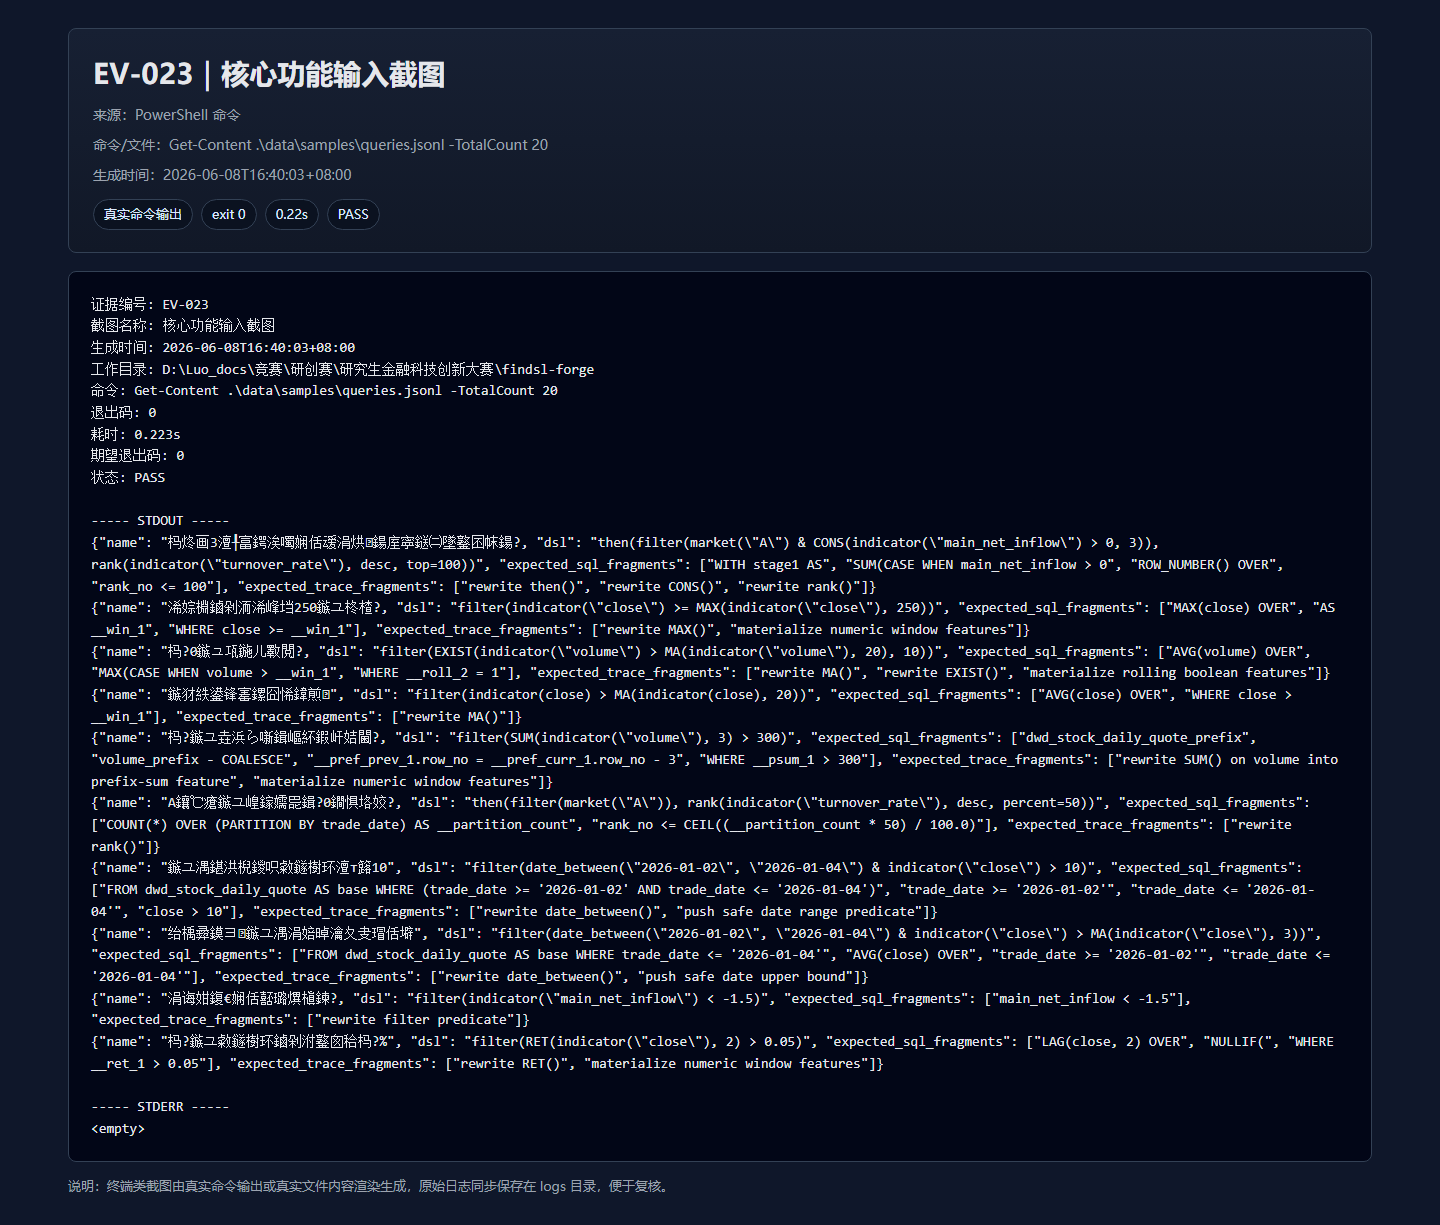 EV-023｜核心功能输入截图
来源：PowerShell 命令
命令/文件：Get-Content .\data\samples\queries.jsonl -TotalCount 20
生成时间：2026-06-08T16:40:03+08:00
真实命令输出 exit 0 0.22s PASS
证据编号: EV-023
截图名称: 核心功能输入截图
生成时间: 2026-06-08T16:40:03+08:00
工作目录: D:\Luo_docs\竞赛\研创赛\研究生金融科技创新大赛\findsl-forge
命令: Get-Content .\data\samples\queries.jsonl -TotalCount 20
退出码: 0
耗时: 0.223s
期望退出码: 0
状态: PASS
----- STDOUT -----
{"name": "", "dsl": "then(filter(market(\"A\") & CONS(indicator(\"main_net_inflow\") > 0, 3)),
rank(indicator(\"turnover_rate\"), desc, top=100))", "expected_sql_fragments": ["WITH stage1 AS", "SUM(CASE WHEN main_net_inflow > 0", "ROW_NUMBER() OVER",
"rank_no <= 100"], "expected_trace_fragments": ["rewrite then()", "rewrite CONS()", "rewrite rank()"]}
{"name": "", "dsl": "filter(indicator(\"close\") >= MAX(indicator(\"close\"), 250))", "expected_sql_fragments": ["MAX(close) OVER", "AS
__win_1", "WHERE close >= __win_1"], "expected_trace_fragments": ["rewrite MAX()", "materialize numeric window features"]}
{"name": "", "dsl": "filter(EXIST(indicator(\"volume\") > MA(indicator(\"volume\"), 20), 10))", "expected_sql_fragments": ["AVG(volume) OVER",
"MAX(CASE WHEN volume > __win_1", "WHERE __roll_2 = 1"], "expected_trace_fragments": ["rewrite MA()", "rewrite EXIST()", "materialize rolling boolean features"]}
{"name": "", "dsl": "filter(indicator(close) > MA(indicator(close), 20))", "expected_sql_fragments": ["AVG(close) OVER", "WHERE close >
__win_1"], "expected_trace_fragments": ["rewrite MA()"]}
{"name": "", "dsl": "filter(SUM(indicator(\"volume\"), 3) > 300)", "expected_sql_fragments": ["dwd_stock_daily_quote_prefix",
"volume_prefix - COALESCE", "__pref_prev_1.row_no = __pref_curr_1.row_no - 3", "WHERE __psum_1 > 300"], "expected_trace_fragments": ["rewrite SUM() on volume into
prefix-sum feature", "materialize numeric window features"]}
{"name": "", "dsl": "then(filter(market(\"A\")), rank(indicator(\"turnover_rate\"), desc, percent=50))", "expected_sql_fragments":
["COUNT(*) OVER (PARTITION BY trade_date) AS __partition_count", "rank_no <= CEIL((__partition_count * 50) / 100.0)"], "expected_trace_fragments": ["rewrite
rank()"]}
{"name": "", "dsl": "filter(date_between(\"2026-01-02\", \"2026-01-04\") & indicator(\"close\") > 10)", "expected_sql_fragments":
["FROM dwd_stock_daily_quote AS base WHERE (trade_date >= '2026-01-02' AND trade_date <= '2026-01-04')", "trade_date >= '2026-01-02'", "trade_date <= '2026-01-
04'", "close > 10"], "expected_trace_fragments": ["rewrite date_between()", "push safe date range predicate"]}
{"name": "", "dsl": "filter(date_between(\"2026-01-02\", \"2026-01-04\") & indicator(\"close\") > MA(indicator(\"close\"), 3))",
"expected_sql_fragments": ["FROM dwd_stock_daily_quote AS base WHERE trade_date <= '2026-01-04'", "AVG(close) OVER", "trade_date >= '2026-01-02'", "trade_date <=
'2026-01-04'"], "expected_trace_fragments": ["rewrite date_between()", "push safe date upper bound"]}
{"name": "", "dsl": "filter(indicator(\"main_net_inflow\") < -1.5)", "expected_sql_fragments": ["main_net_inflow < -1.5"],
"expected_trace_fragments": ["rewrite filter predicate"]}
{"name": "", "dsl": "filter(RET(indicator(\"close\"), 2) > 0.05)", "expected_sql_fragments": ["LAG(close, 2) OVER", "NULLIF(", "WHERE
__ret_1 > 0.05"], "expected_trace_fragments": ["rewrite RET()", "materialize numeric window features"]}
----- STDERR -----
<empty>
说明：终端类截图由真实命令输出或真实文件内容渲染生成，原始日志同步保存在 logs 目录，便于复核。